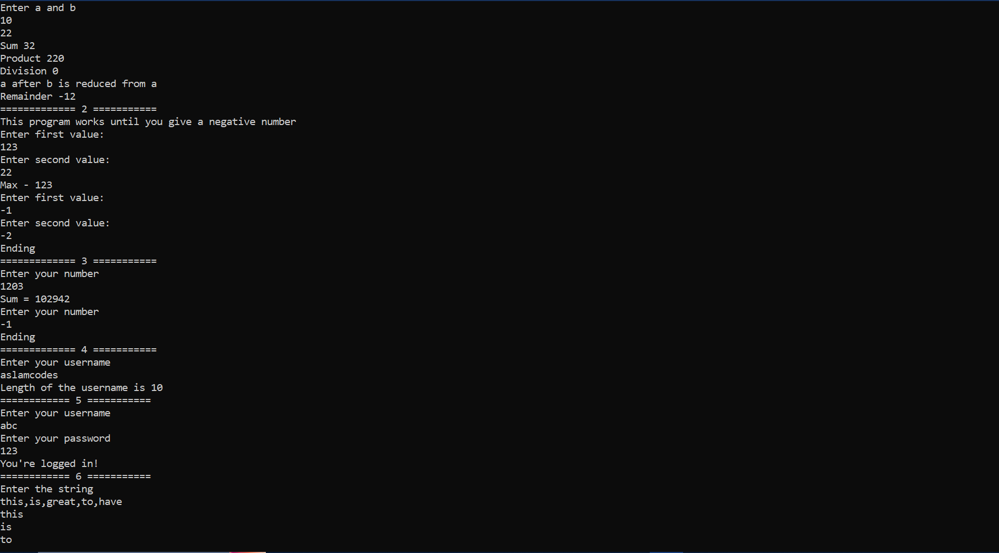 Enter a and b
10
22
Sum 32
Product 220
Division 0
a after b is reduced from a
Remainder -12
============= 2 ===========
This program works until you give a negative number
Enter first value:
123
Enter second value:
22
Max - 123
Enter first value:
-1
Enter second value:
-2
Ending
============= 3 ===========
Enter your number
1203
Sum = 102942
Enter your number
-1
Ending
============= 4 ===========
Enter your username
aslamcodes
Length of the username is 10
============ 5 ===========
Enter your username
abc
Enter your password
123
You're logged in!
============ 6 ===========
Enter the string
this,is,great,to,have
this
is
to